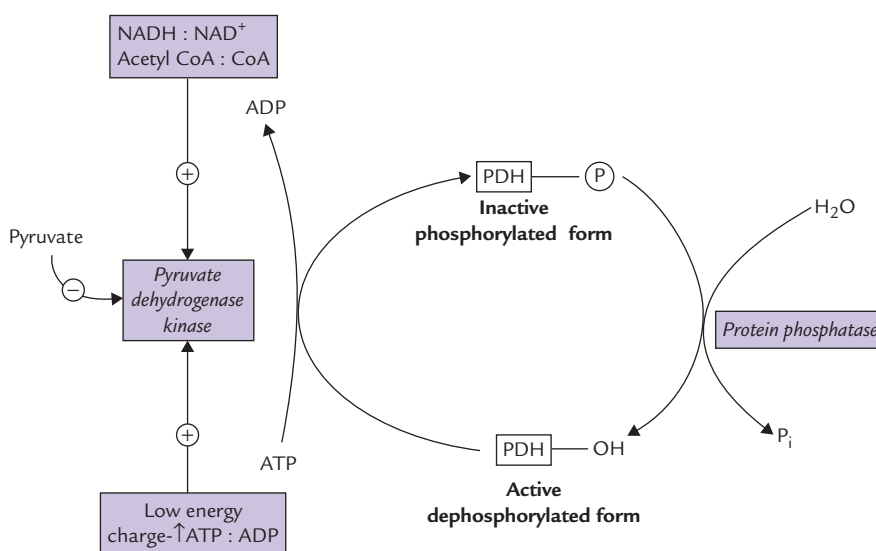 NADH : NAD⁺
Acetyl CoA : CoA
ADP
+
PDH
P
Inactive
phosphorylated form
H₂O
Pyruvate
−
Pyruvate
dehydrogenase
kinase
Protein phosphatase
+
ATP
PDH
OH
Pᵢ
Active
dephosphorylated form
Low energy
charge-↑ATP : ADP